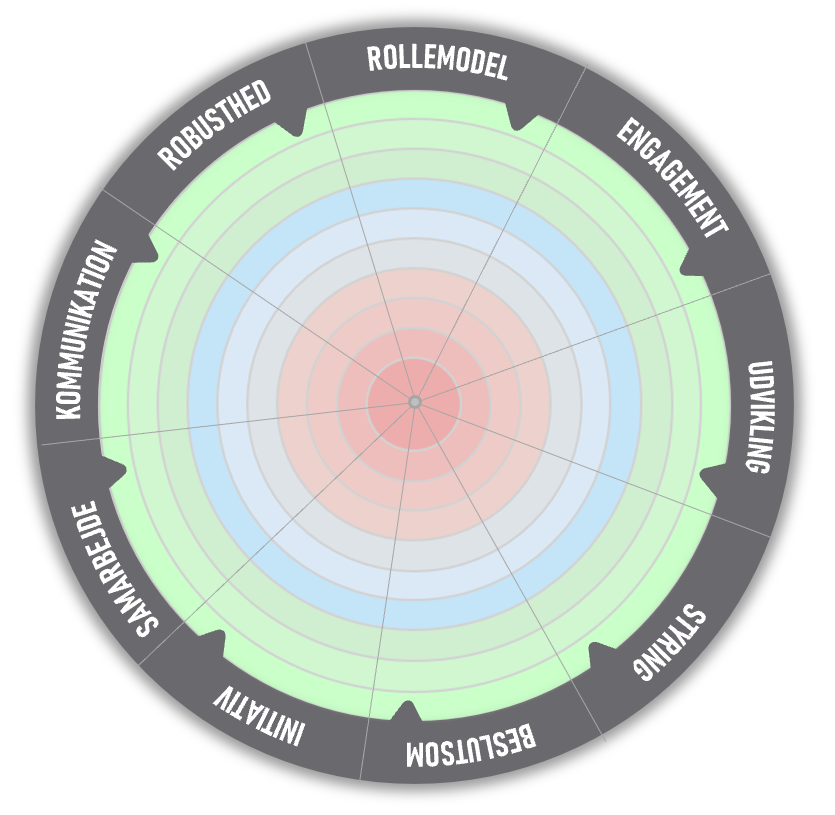 ROLLEMODEL
ENGAGEMENT
UDVIKLING
STYRING
BESLUTSOM
INITIATIV
SAMARBEJDE
KOMMUNIKATION
ROBUSTHED